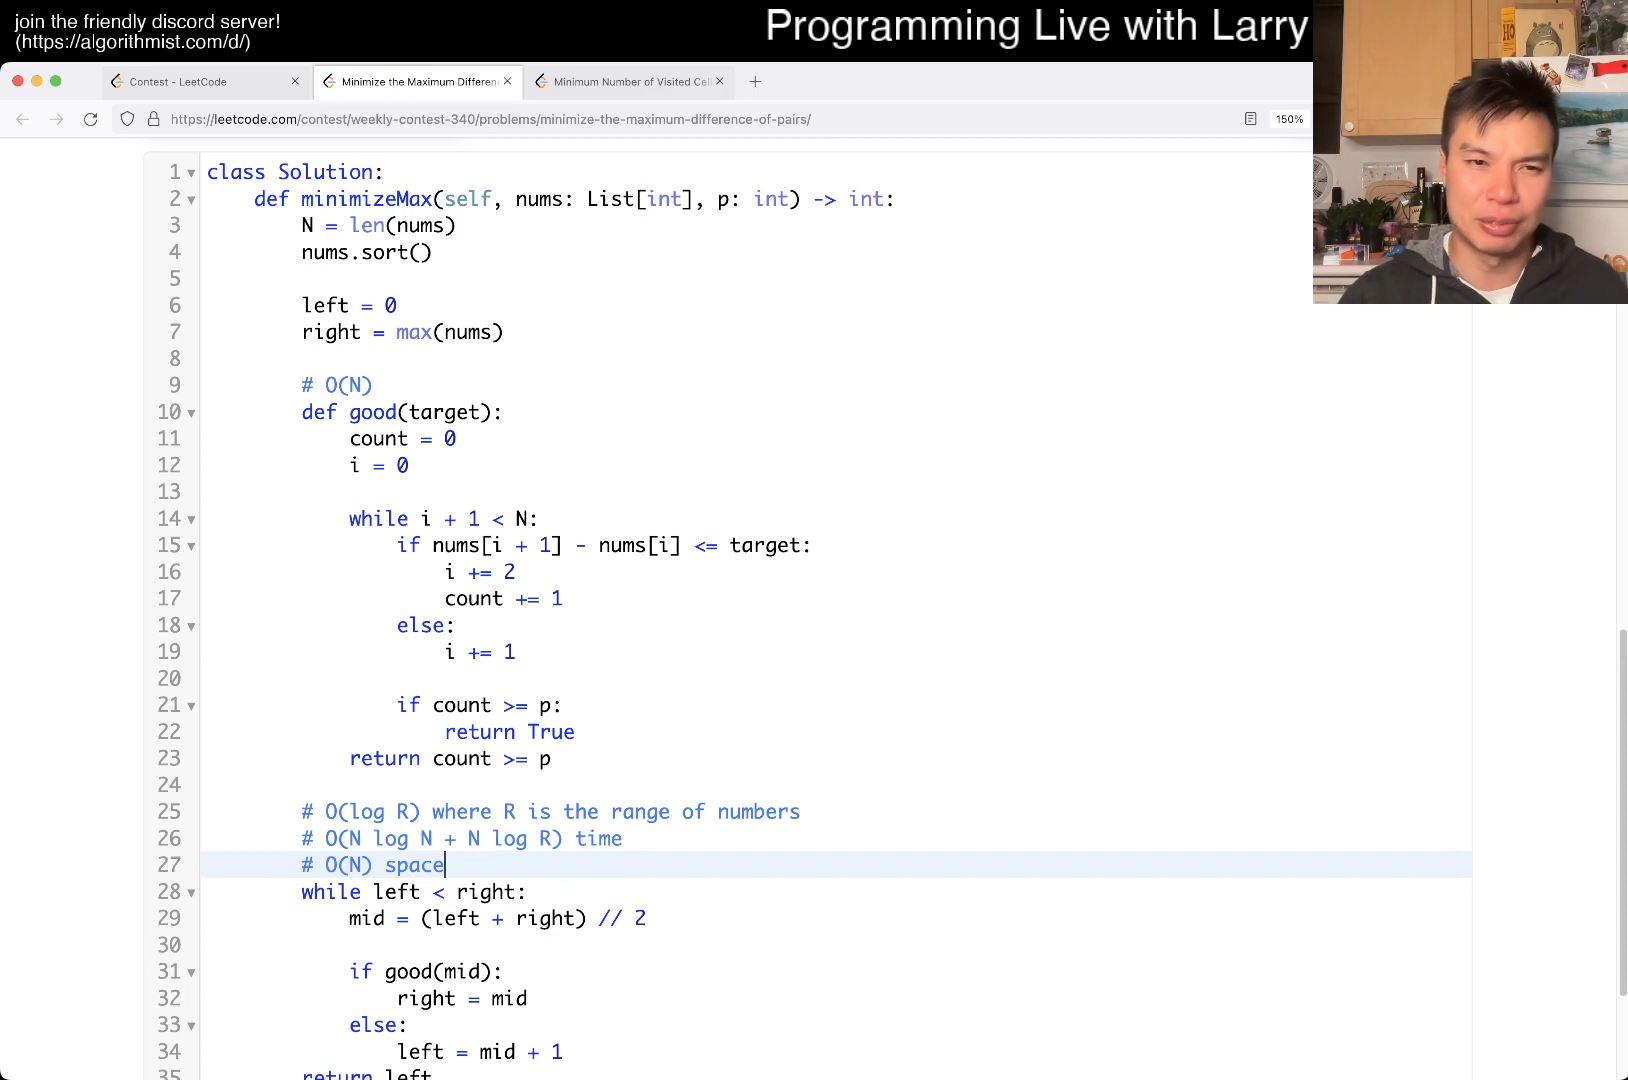 join the friendly discord server!
(https://algorithmist.com/d/)
Programming Live with Larry
Contest - LeetCode
Minimize the Maximum Differen
Minimum Number of Visited Cel
https://leetcode.com/contest/weekly-contest-340/problems/minimize-the-maximum-difference-of-pairs/
150%
1 class Solution:
2 def minimizeMax(self, nums: List[int], p: int) -> int:
3 N = len(nums)
4 nums.sort()
5
6 left = 0
7 right = max(nums)
8
9 # O(N)
10 def good(target):
11 count = 0
12 i = 0
13
14 while i + 1 < N:
15 if nums[i + 1] - nums[i] <= target:
16 i += 2
17 count += 1
18 else:
19 i += 1
20
21 if count >= p:
22 return True
23 return count >= p
24
25 # O(log R) where R is the range of numbers
26 # O(N log N + N log R) time
27 # O(N) space
28 while left < right:
29 mid = (left + right) // 2
30
31 if good(mid):
32 right = mid
33 else:
34 left = mid + 1
35 return left